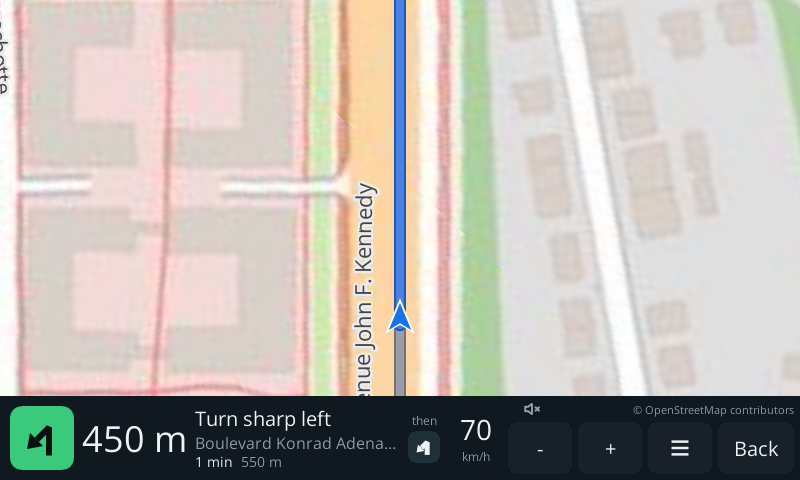 enue John F. Kennedy
450 m
Turn sharp left
Boulevard Konrad Adena...
1 min 550 m
then
70
km/h
© OpenStreetMap contributors
-
+
Back